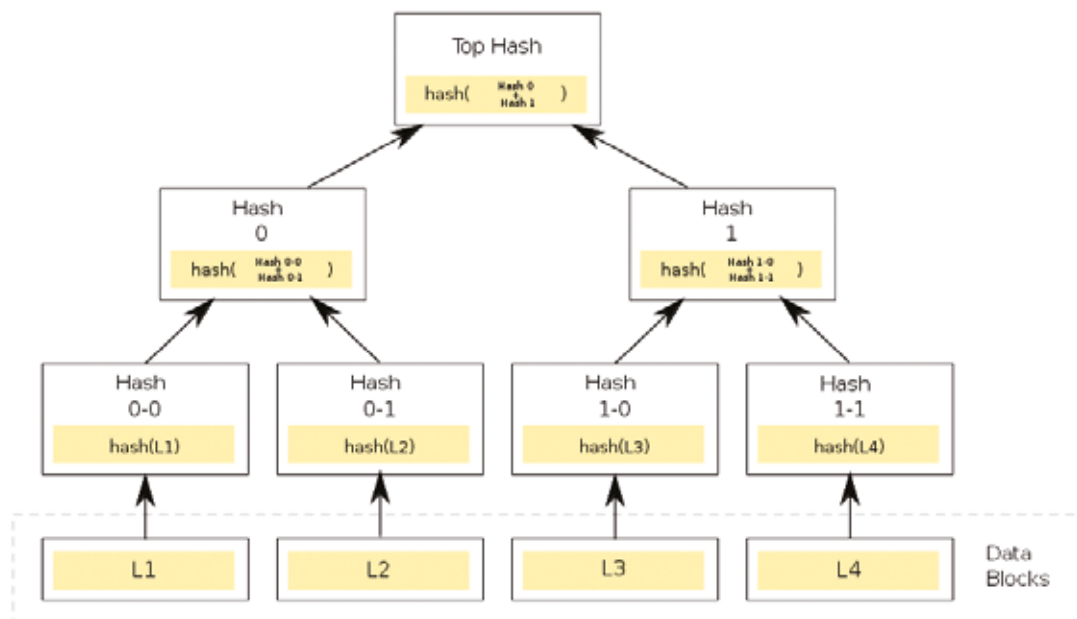 Top Hash
hash( Hash 0 + Hash 1 )
Hash
0
hash( Hash 0-0 + Hash 0-1 )
Hash
1
hash( Hash 1-0 + Hash 1-1 )
Hash
0-0
hash(L1)
Hash
0-1
hash(L2)
Hash
1-0
hash(L3)
Hash
1-1
hash(L4)
L1
L2
L3
L4
Data
Blocks